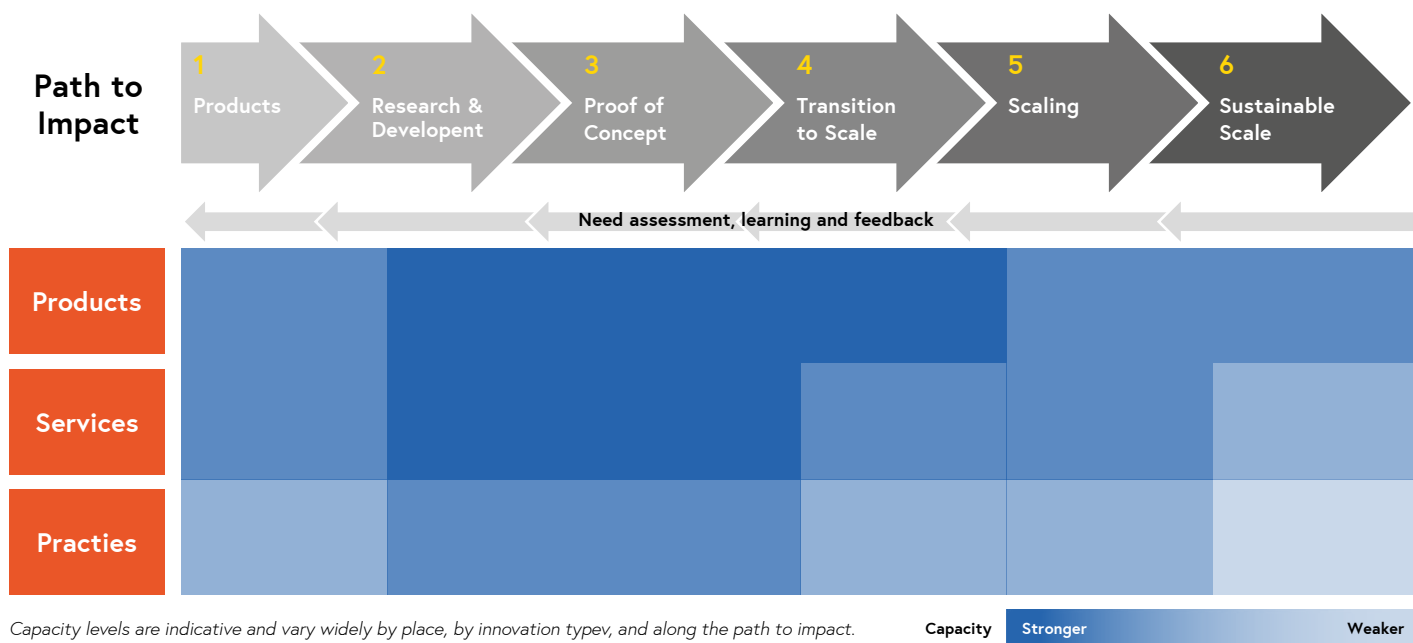 Path to
Impact
1
Products
2
Research &
Developent
3
Proof of
Concept
4
Transition
to Scale
5
Scaling
6
Sustainable
Scale
Need assessment, learning and feedback
Products
Services
Practies
Capacity levels are indicative and vary widely by place, by innovation typev, and along the path to impact.
Capacity
Stronger
Weaker